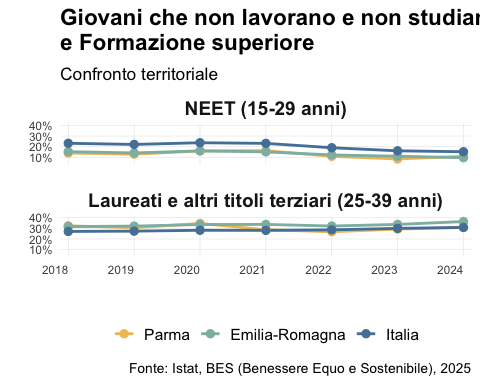 Giovani che non lavorano e non studian
e Formazione superiore
Confronto territoriale
NEET (15-29 anni)
40%
30%
20%
10%
Laureati e altri titoli terziari (25-39 anni)
40%
30%
20%
10%
2018 2019 2020 2021 2022 2023 2024
Parma Emilia-Romagna Italia
Fonte: Istat, BES (Benessere Equo e Sostenibile), 2025